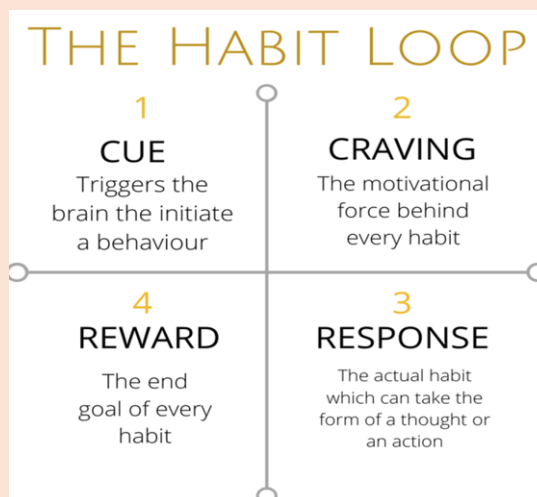 THE HABIT LOOP
1
CUE
Triggers the
brain the initiate
a behaviour
2
CRAVING
The motivational
force behind
every habit
4
REWARD
The end
goal of every
habit
3
RESPONSE
The actual habit
which can take the
form of a thought or
an action